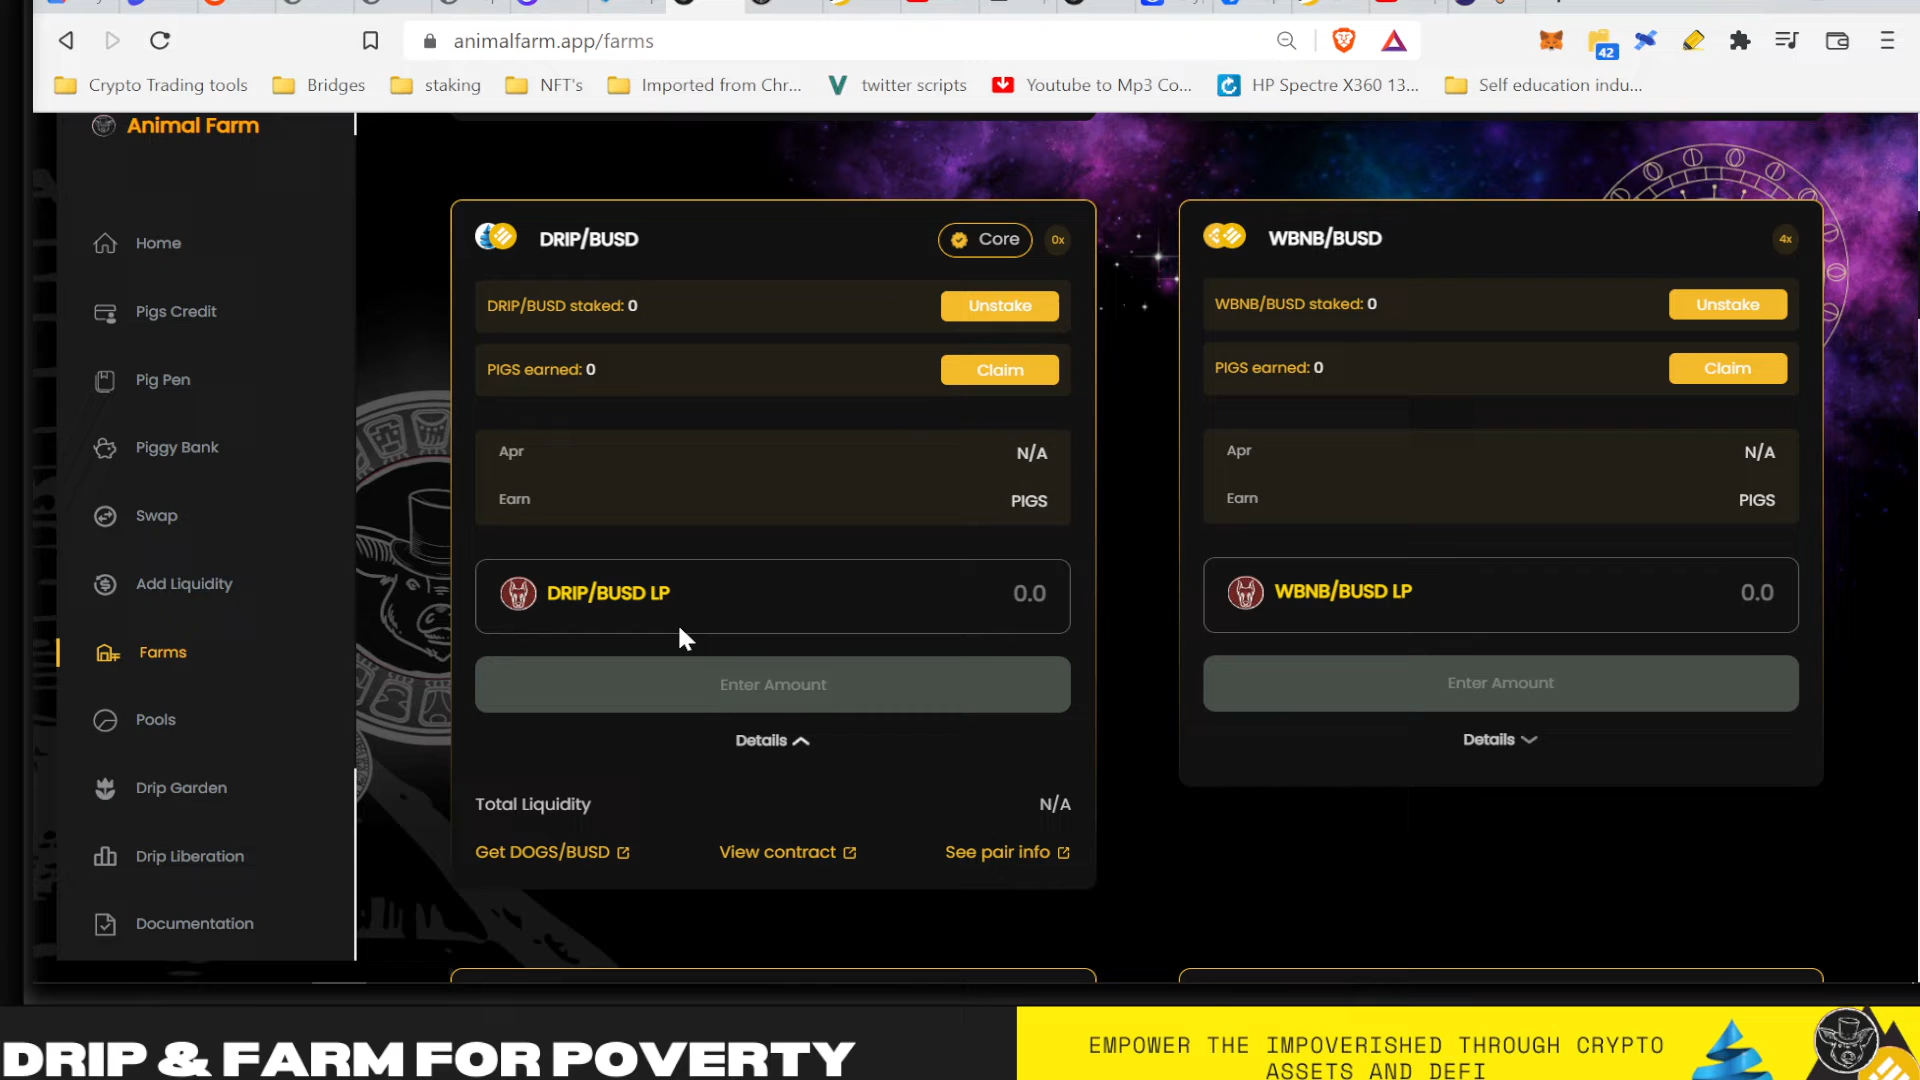 animalfarm.app/farms
42
Crypto Trading tools
Bridges
staking
NFT's
Imported from Chr...
twitter scripts
Youtube to Mp3 Co...
HP Spectre X360 13...
Self education indu...
Animal Farm
Home
Pigs Credit
Pig Pen
Piggy Bank
Swap
Add Liquidity
Farms
Pools
Drip Garden
Drip Liberation
Documentation
DRIP/BUSD
Core
0x
DRIP/BUSD staked: 0
Unstake
PIGS earned: 0
Claim
Apr
N/A
Earn
PIGS
DRIP/BUSD LP
0.0
Enter Amount
Details
Total Liquidity
N/A
Get DOGS/BUSD
View contract
See pair info
WBNB/BUSD
4x
WBNB/BUSD staked: 0
Unstake
PIGS earned: 0
Claim
Apr
N/A
Earn
PIGS
WBNB/BUSD LP
0.0
Enter Amount
Details
DRIP & FARM FOR POVERTY
EMPOWER THE IMPOVERISHED THROUGH CRYPTO
ASSETS AND DEFI